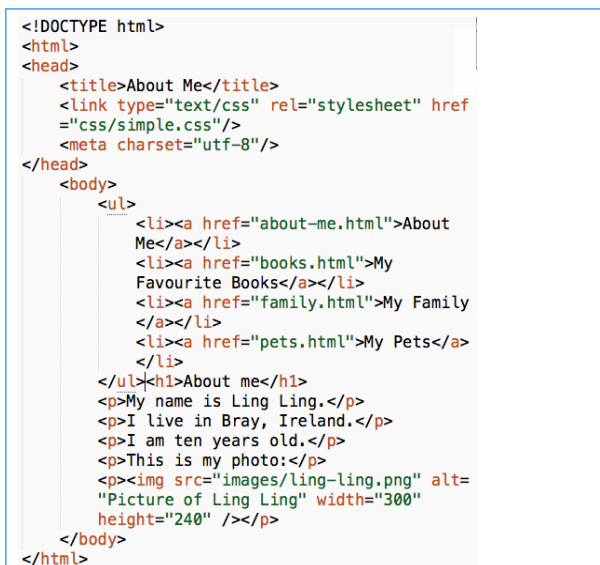 <!DOCTYPE html>
<html>
<head>
<title>About Me</title>
<link type="text/css" rel="stylesheet" href
="css/simple.css"/>
<meta charset="utf-8"/>
</head>
<body>
<ul>
<li><a href="about-me.html">About
Me</a></li>
<li><a href="books.html">My
Favourite Books</a></li>
<li><a href="family.html">My Family
</a></li>
<li><a href="pets.html">My Pets</a>
</li>
</ul><h1>About me</h1>
<p>My name is Ling Ling.</p>
<p>I live in Bray, Ireland.</p>
<p>I am ten years old.</p>
<p>This is my photo:</p>
<p><img src="images/ling-ling.png" alt=
"Picture of Ling Ling" width="300"
height="240" /></p>
</body>
</html>